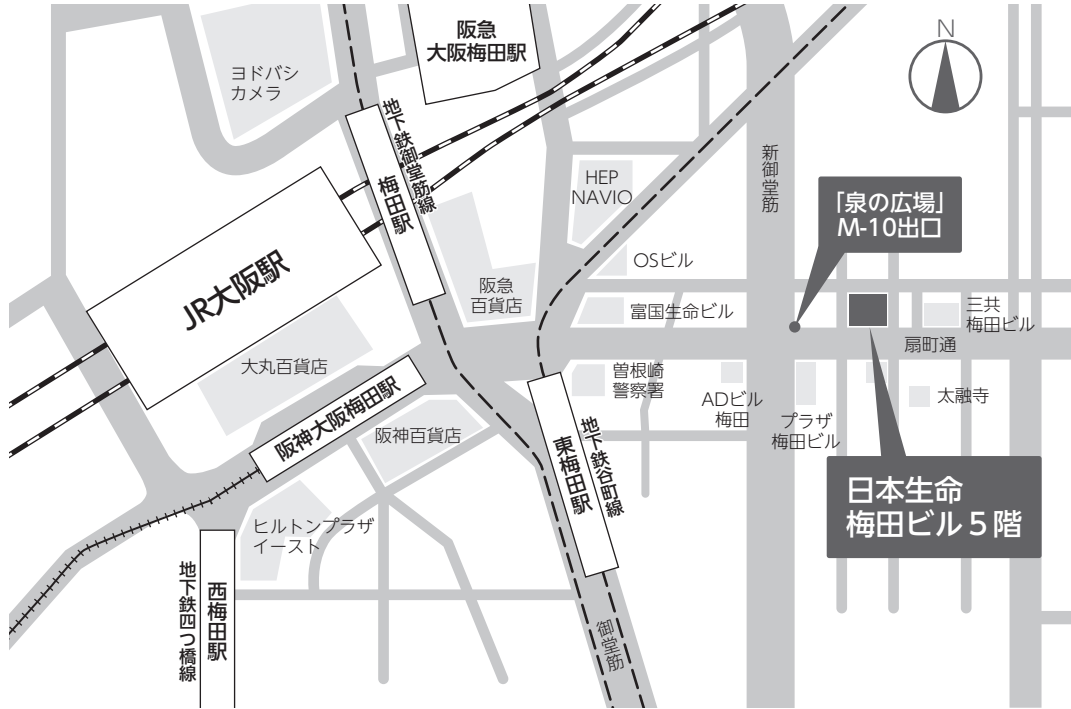 阪急
大阪梅田駅
N
ヨドバシ
カメラ
地下鉄御堂筋線
梅田駅
新御堂筋
HEP
NAVIO
「泉の広場」
M-10出口
JR大阪駅
阪急
百貨店
OSビル
富国生命ビル
三共
梅田ビル
扇町通
大丸百貨店
曽根崎
警察署
ADビル
梅田
プラザ
梅田ビル
太融寺
阪神大阪梅田駅
阪神百貨店
東梅田駅
地下鉄谷町線
日本生命
梅田ビル5階
ヒルトンプラザ
イースト
地下鉄四つ橋線
西梅田駅
御堂筋